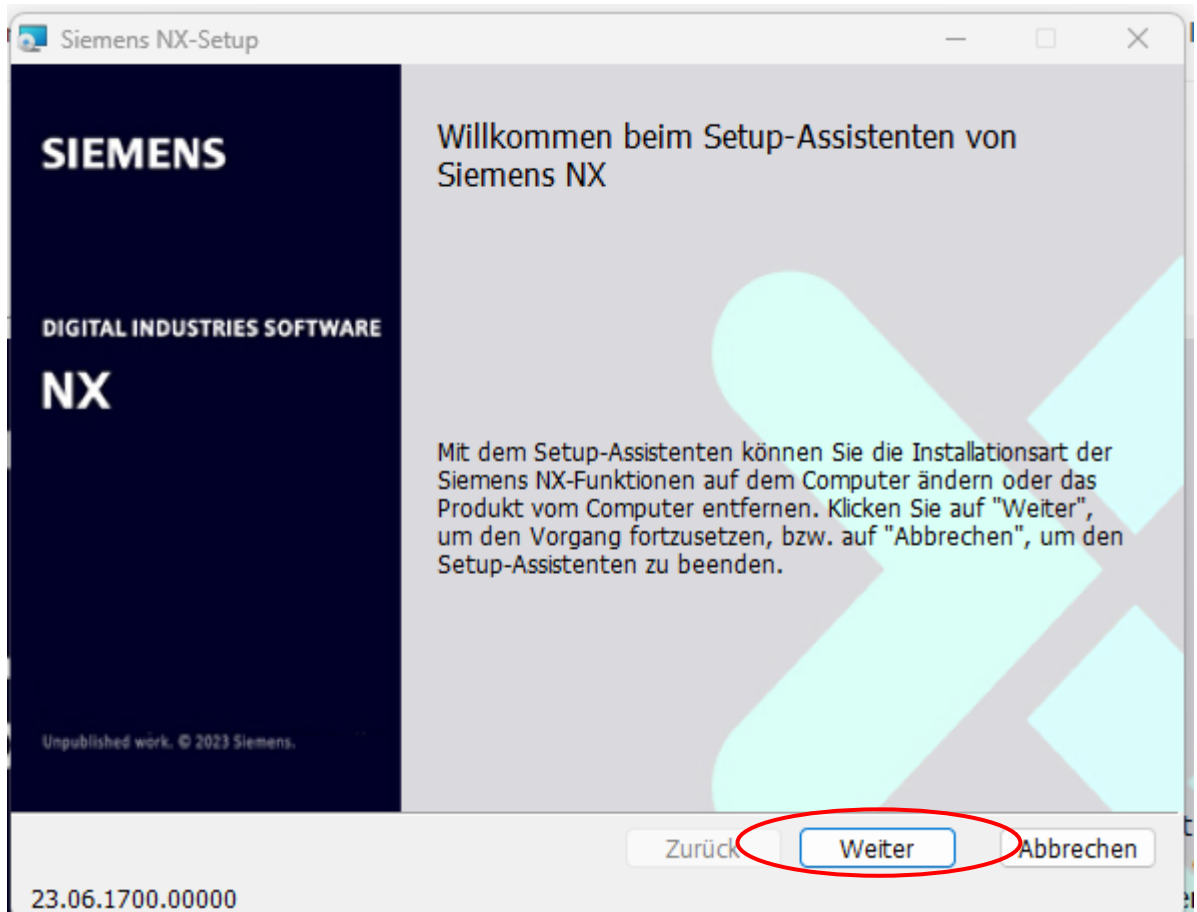 Siemens NX-Setup
SIEMENS
DIGITAL INDUSTRIES SOFTWARE
NX
Unpublished work. © 2023 Siemens.
Willkommen beim Setup-Assistenten von
Siemens NX
Mit dem Setup-Assistenten können Sie die Installationsart der
Siemens NX-Funktionen auf dem Computer ändern oder das
Produkt vom Computer entfernen. Klicken Sie auf "Weiter",
um den Vorgang fortzusetzen, bzw. auf "Abbrechen", um den
Setup-Assistenten zu beenden.
Zurück Weiter Abbrechen
23.06.1700.00000